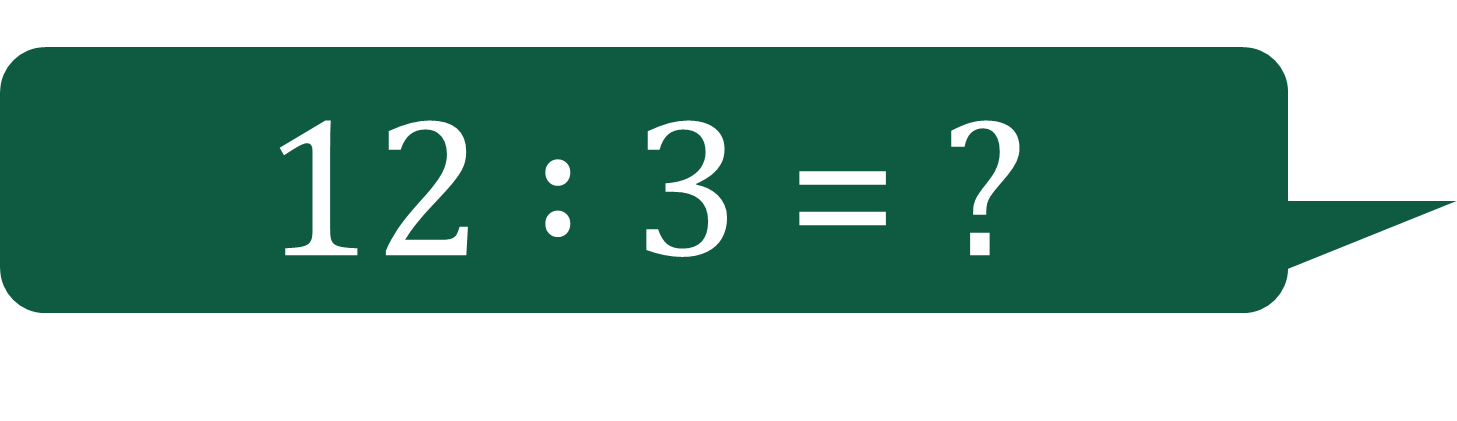 12 : 3 = ?